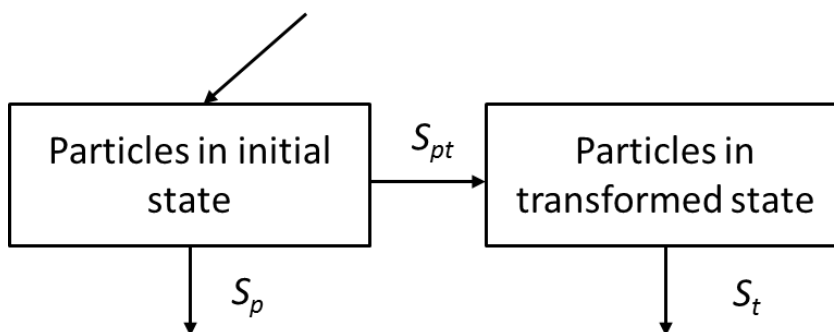 Particles in initial
state
S_pt
Particles in
transformed state
S_p
S_t